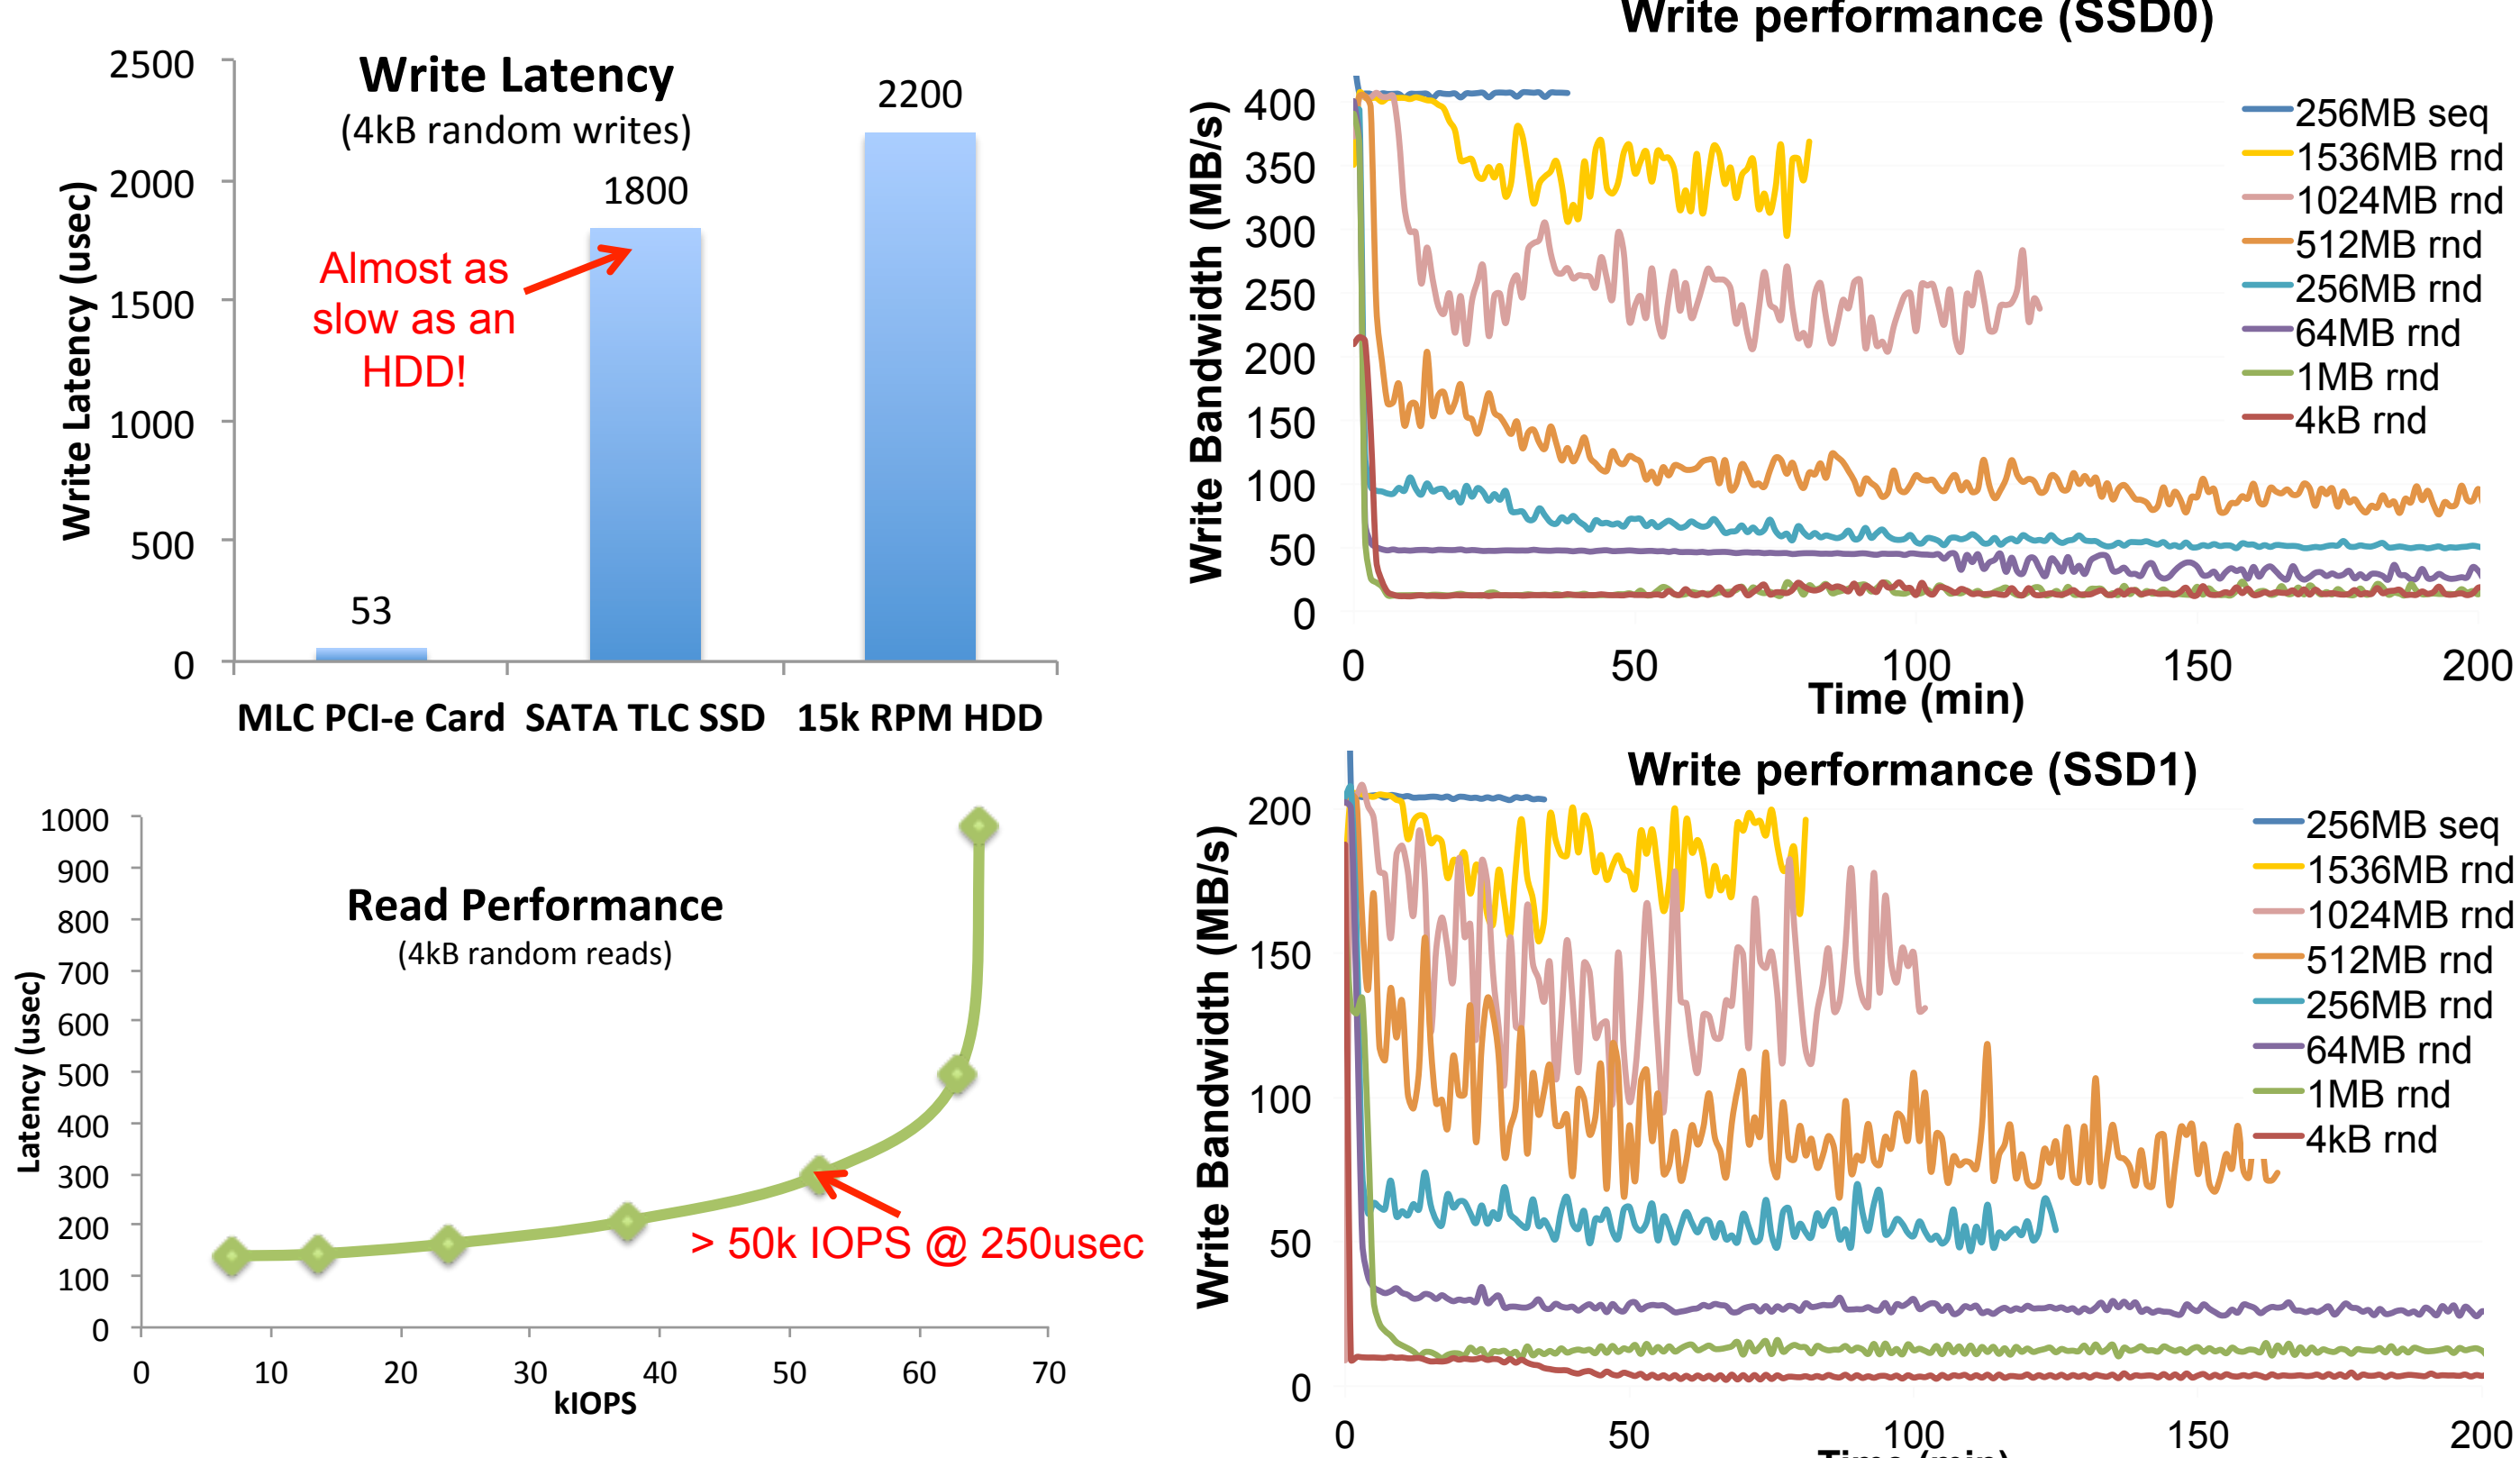 Write Latency
(4kB random writes)
Write Latency (usec)
2500
2000
1500
1000
500
0
53
1800
2200
Almost as
slow as an
HDD!
MLC PCI-e Card
SATA TLC SSD
15k RPM HDD
Write performance (SSD0)
Write Bandwidth (MB/s)
400
350
300
250
200
150
100
50
0
0
50
100
150
200
Time (min)
256MB seq
1536MB rnd
1024MB rnd
512MB rnd
256MB rnd
64MB rnd
1MB rnd
4kB rnd
Read Performance
(4kB random reads)
Latency (usec)
1000
900
800
700
600
500
400
300
200
100
0
> 50k IOPS @ 250usec
0
10
20
30
40
50
60
70
kIOPS
Write performance (SSD1)
Write Bandwidth (MB/s)
200
150
100
50
0
256MB seq
1536MB rnd
1024MB rnd
512MB rnd
256MB rnd
64MB rnd
1MB rnd
4kB rnd
0
50
100
150
200
Time (min)